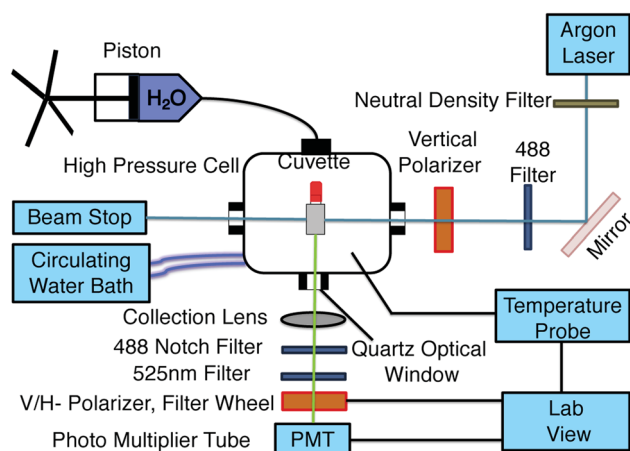 Piston
Argon
Laser
H₂O
Neutral Density Filter
Vertical
Polarizer
488
Filter
High Pressure Cell
Cuvette
Beam Stop
Mirror
Circulating
Water Bath
Collection Lens
Temperature
Probe
488 Notch Filter
Quartz Optical
Window
525nm Filter
V/H- Polarizer, Filter Wheel
Lab
View
Photo Multiplier Tube
PMT